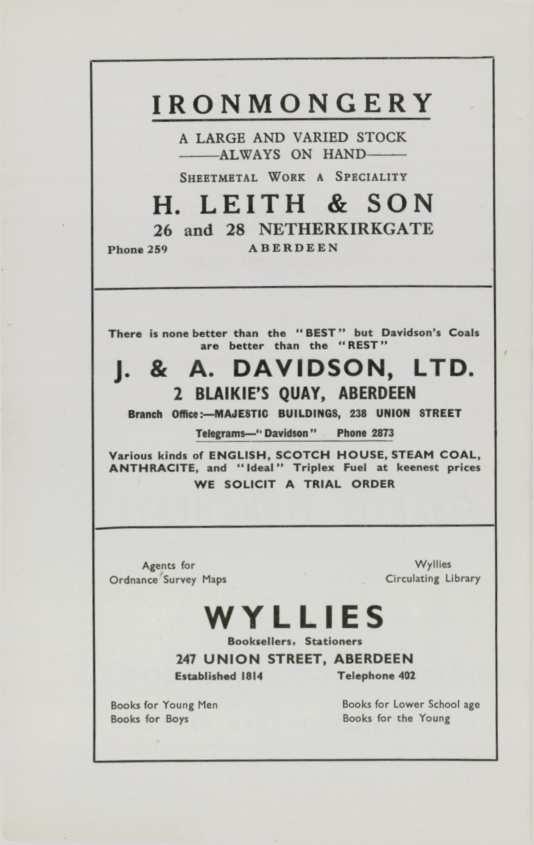 IRONMONGERY
A LARGE AND VARIED STOCK
——ALWAYS ON HAND——
SHEETMETAL WORK A SPECIALITY
H. LEITH & SON
26 and 28 NETHERKIRKGATE
Phone 259 ABERDEEN
There is none better than the "BEST" but Davidson's Coals
are better than the "REST"
J. & A. DAVIDSON, LTD.
2 BLAIKIE'S QUAY, ABERDEEN
Branch Office:—MAJESTIC BUILDINGS, 238 UNION STREET
Telegrams—"Davidson" Phone 2873
Various kinds of ENGLISH, SCOTCH HOUSE, STEAM COAL,
ANTHRACITE, and "Ideal" Triplex Fuel at keenest prices
WE SOLICIT A TRIAL ORDER
Agents for
Ordnance Survey Maps
Wyllies
Circulating Library
WYLLIES
Booksellers, Stationers
247 UNION STREET, ABERDEEN
Established 1814 Telephone 402
Books for Young Men
Books for Boys
Books for Lower School age
Books for the Young